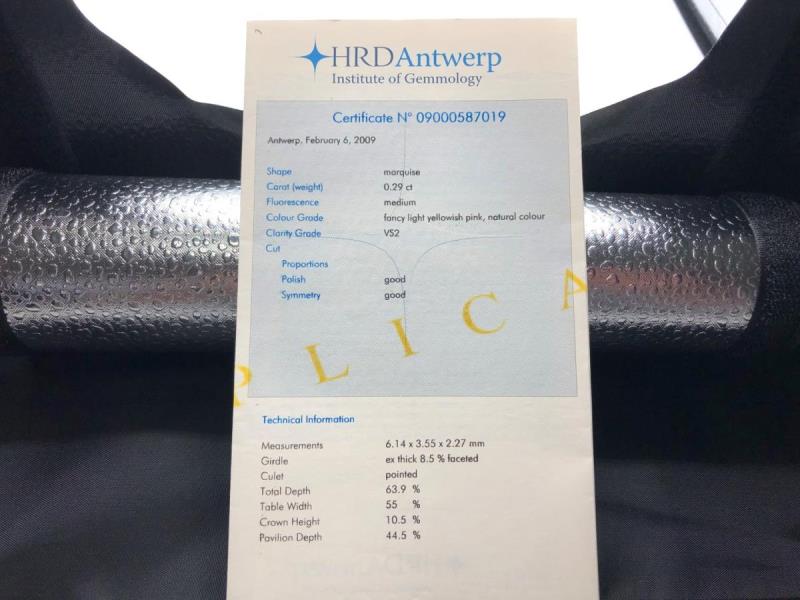 HRDAntwerp
Institute of Gemmology
Certificate N° 09000587019
Antwerp, February 6, 2009
Shape marquise
Carat (weight) 0.29 ct
Fluorescence medium
Colour Grade fancy light yellowish pink, natural colour
Clarity Grade VS2
Cut
Proportions
Polish good
Symmetry good
PLICA
Technical Information
Measurements 6.14 x 3.55 x 2.27 mm
Girdle ex thick 8.5 % faceted
Culet pointed
Total Depth 63.9 %
Table Width 55 %
Crown Height 10.5 %
Pavilion Depth 44.5 %